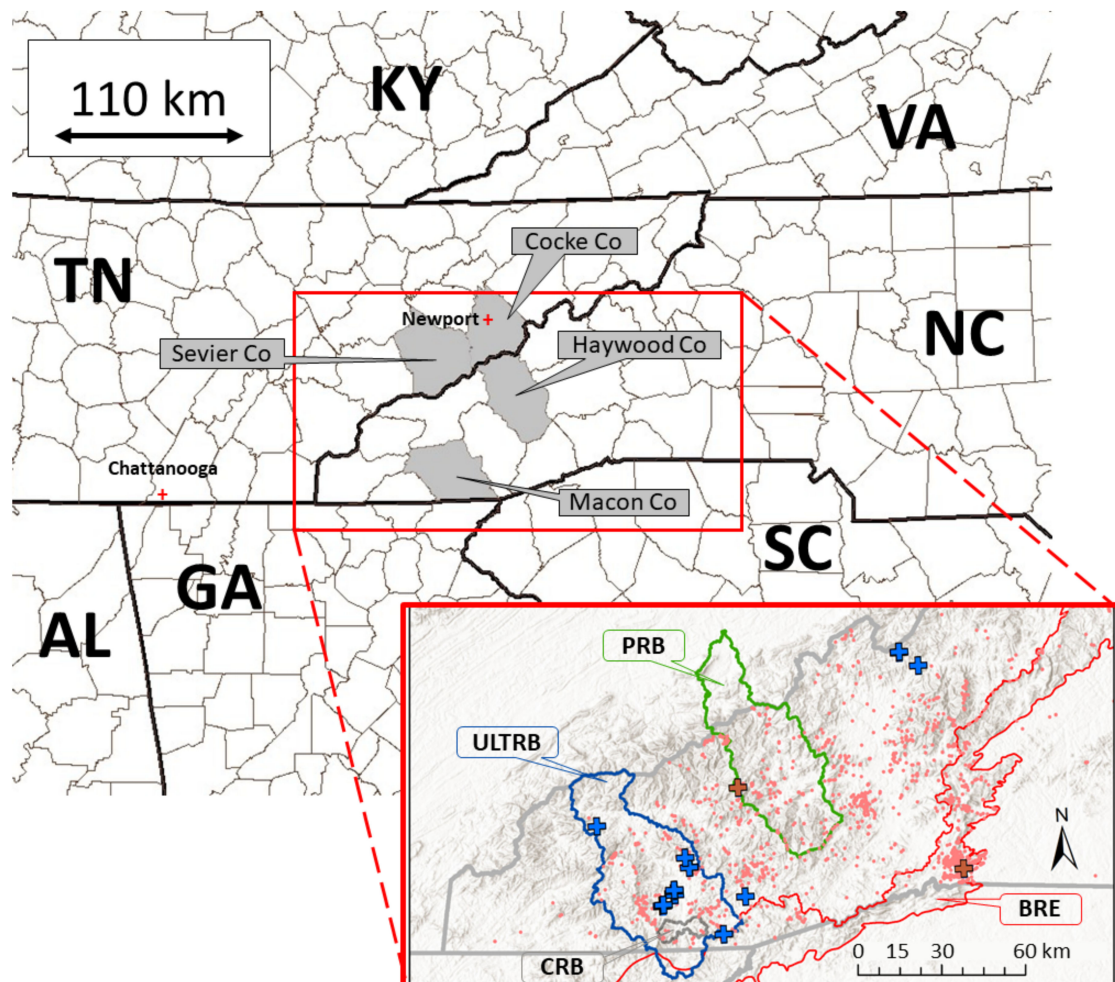 KY
110 km
VA
Cocke Co
TN
Newport
NC
Sevier Co
Haywood Co
Chattanooga
Macon Co
SC
GA
AL
PRB
ULTRB
N
BRE
CRB
0 15 30 60 km